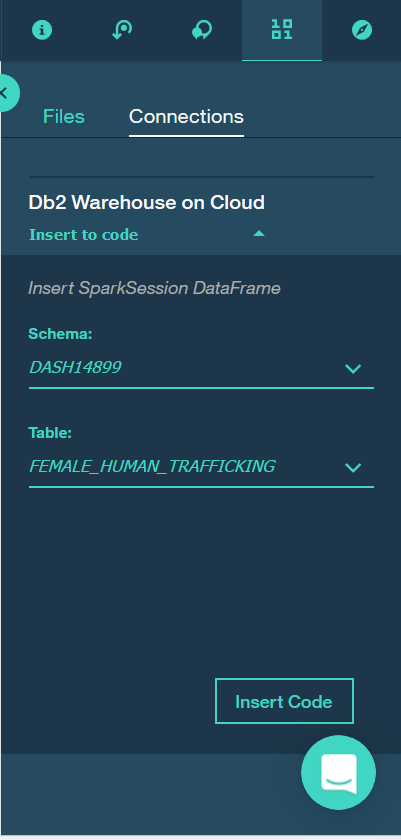 Files
Connections
Db2 Warehouse on Cloud
Insert to code
Insert SparkSession DataFrame
Schema:
DASH14899
Table:
FEMALE_HUMAN_TRAFFICKING
Insert Code